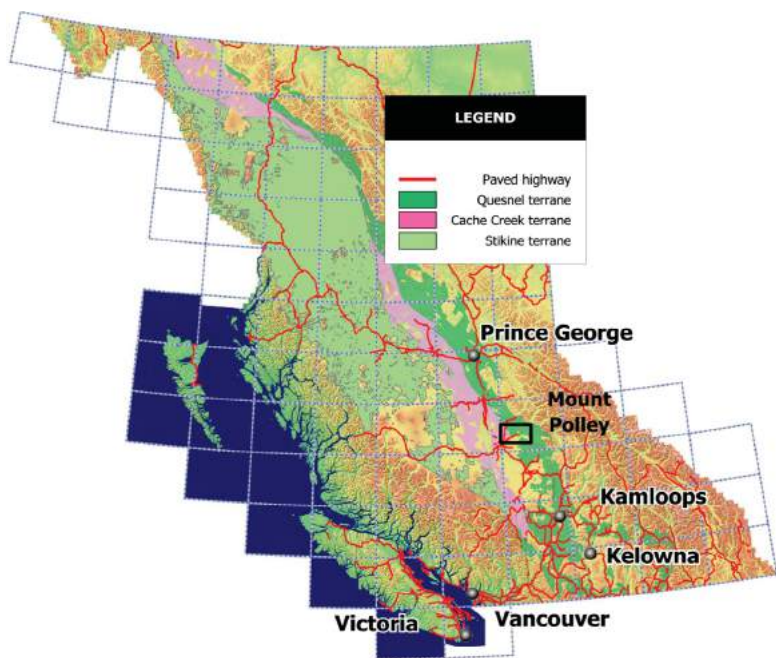 LEGEND
Paved highway
Quesnel terrane
Cache Creek terrane
Stikine terrane
Prince George
Mount
Polley
Kamloops
Kelowna
Vancouver
Victoria